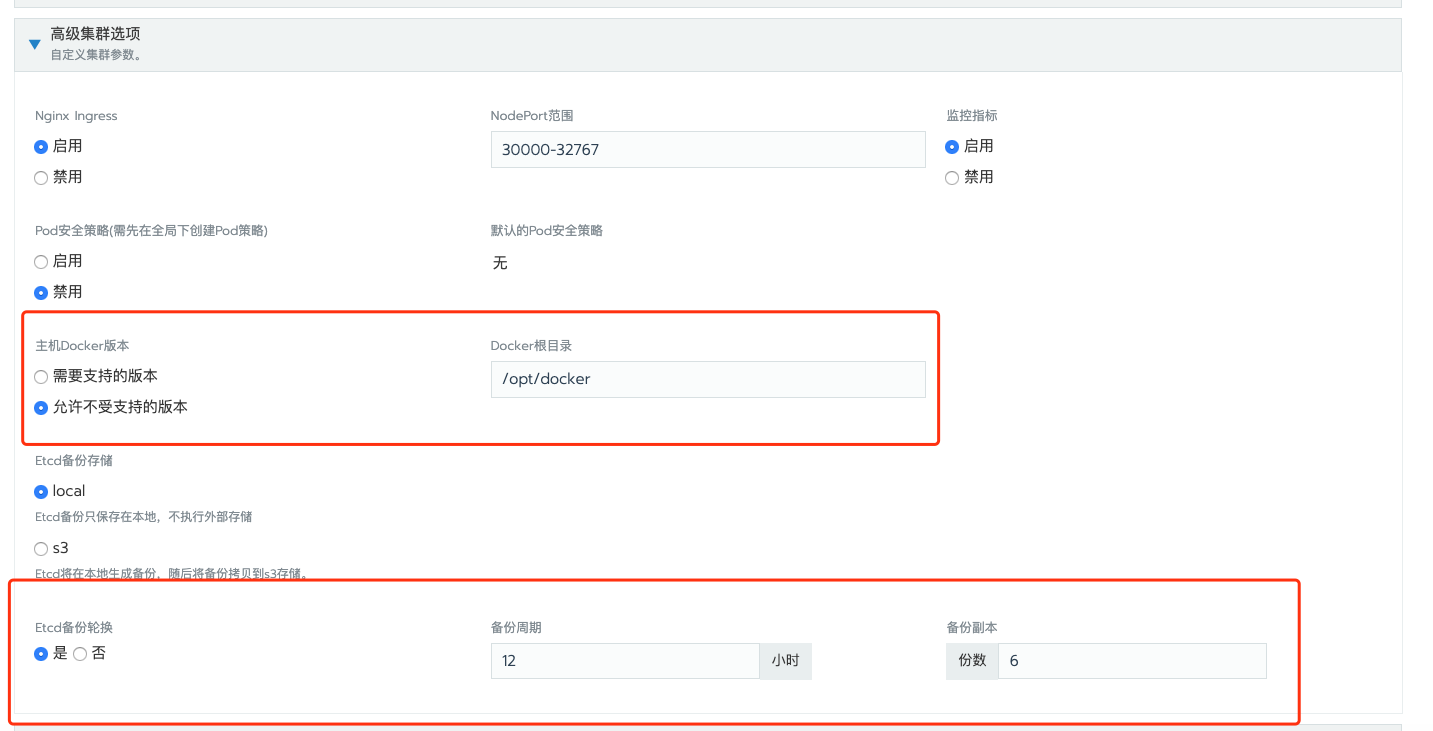 高级集群选项
自定义集群参数。
Nginx Ingress
启用
禁用
NodePort范围
30000-32767
监控指标
启用
禁用
Pod安全策略(需先在全局下创建Pod策略)
启用
禁用
默认的Pod安全策略
无
主机Docker版本
需要支持的版本
允许不受支持的版本
Docker根目录
/opt/docker
Etcd备份存储
local
Etcd备份只保存在本地，不执行外部存储
s3
Etcd将在本地生成备份，随后将备份拷贝到s3存储。
Etcd备份轮换
是 否
备份周期
12 小时
备份副本
份数 6